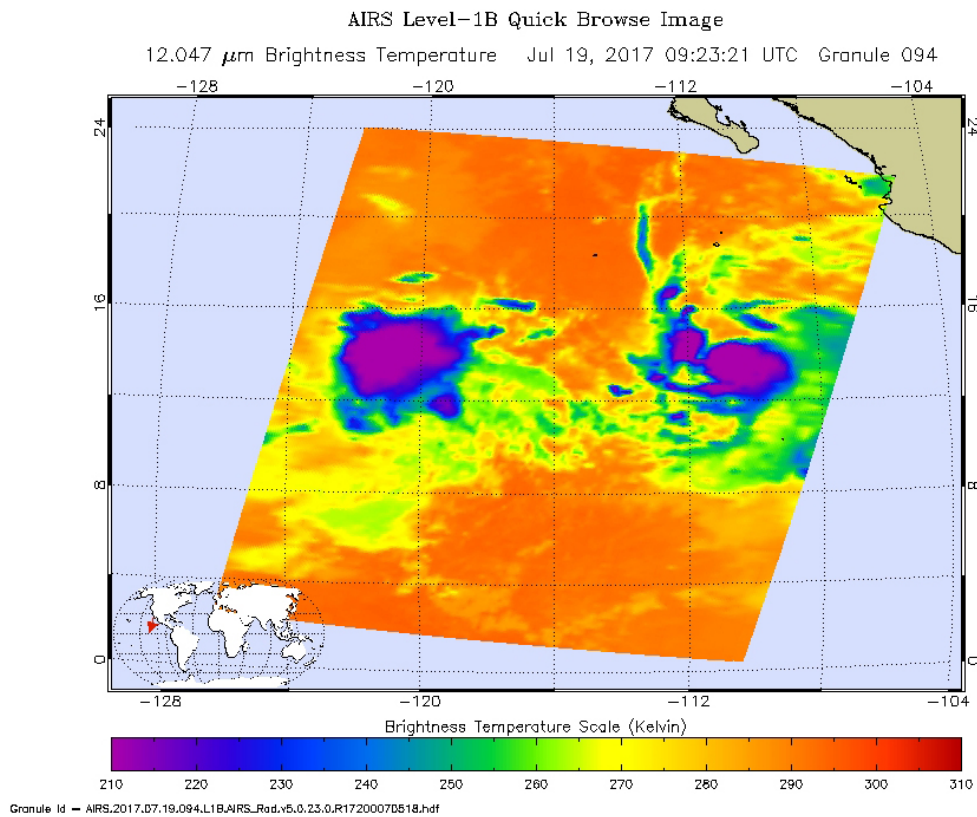 AIRS Level-1B Quick Browse Image
12.047 μm Brightness Temperature Jul 19, 2017 09:23:21 UTC Granule 094
-128 -120 -112 -104
24 24
16 16
8 8
0 0
-128 -120 -112 -104
Brightness Temperature Scale (Kelvin)
210 220 230 240 250 260 270 280 290 300 310
Granule Id — AIRS.2017.07.19.094.L1B.AIRS_Rad.v5.0.23.0.R17200070518.hdf